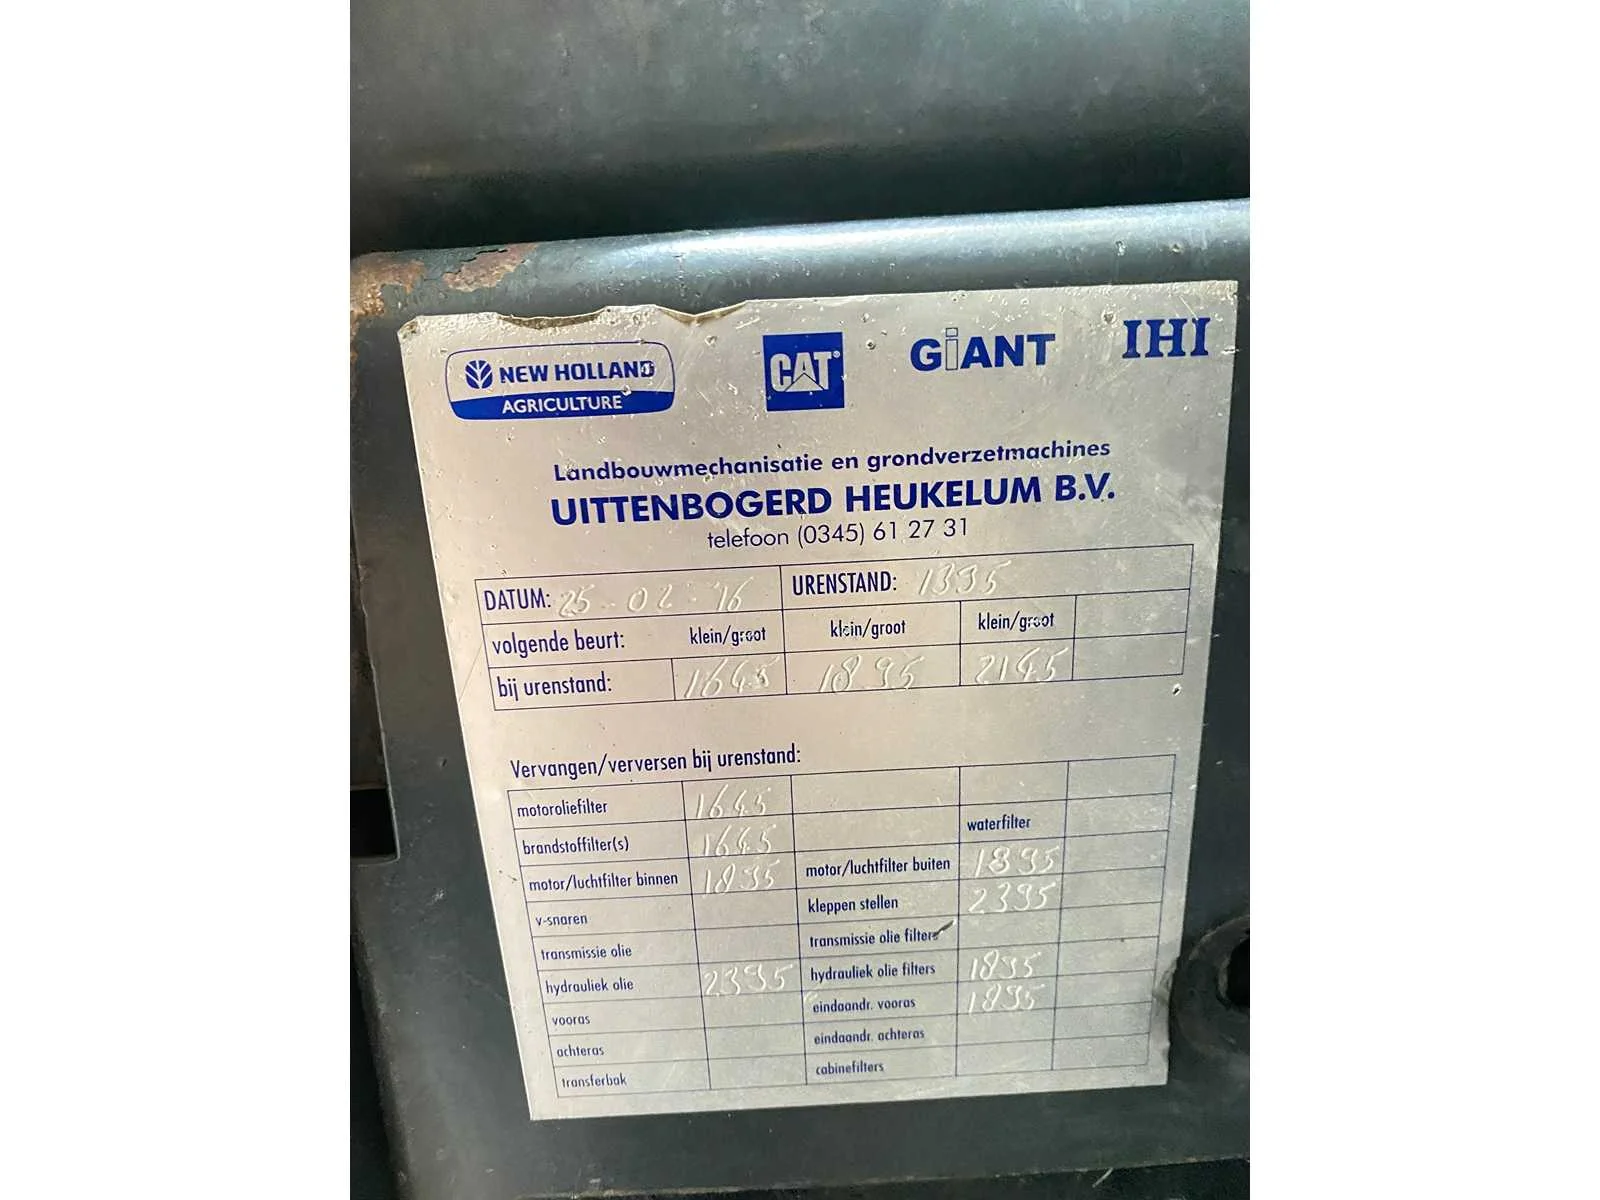 NEW HOLLAND
AGRICULTURE
CAT®
GiANT
IHI
Landbouwmechanisatie en grondverzetmachines
UITTENBOGERD HEUKELUM B.V.
telefoon (0345) 61 27 31
DATUM: 25-02-16 URENSTAND: 1395
volgende beurt: klein/groot klein/groot klein/groot
bij urenstand: 1645 1895 2145
Vervangen/verversen bij urenstand:
motoroliefilter 1645
brandstoffilter(s) 1645 waterfilter
motor/luchtfilter binnen 1895 motor/luchtfilter buiten 1895
v-snaren kleppen stellen 2395
transmissie olie transmissie olie filters
hydrauliek olie 2395 hydrauliek olie filters 1895
vooras eindaandr. vooras 1895
achteras eindaandr. achteras
transferbak cabinefilters